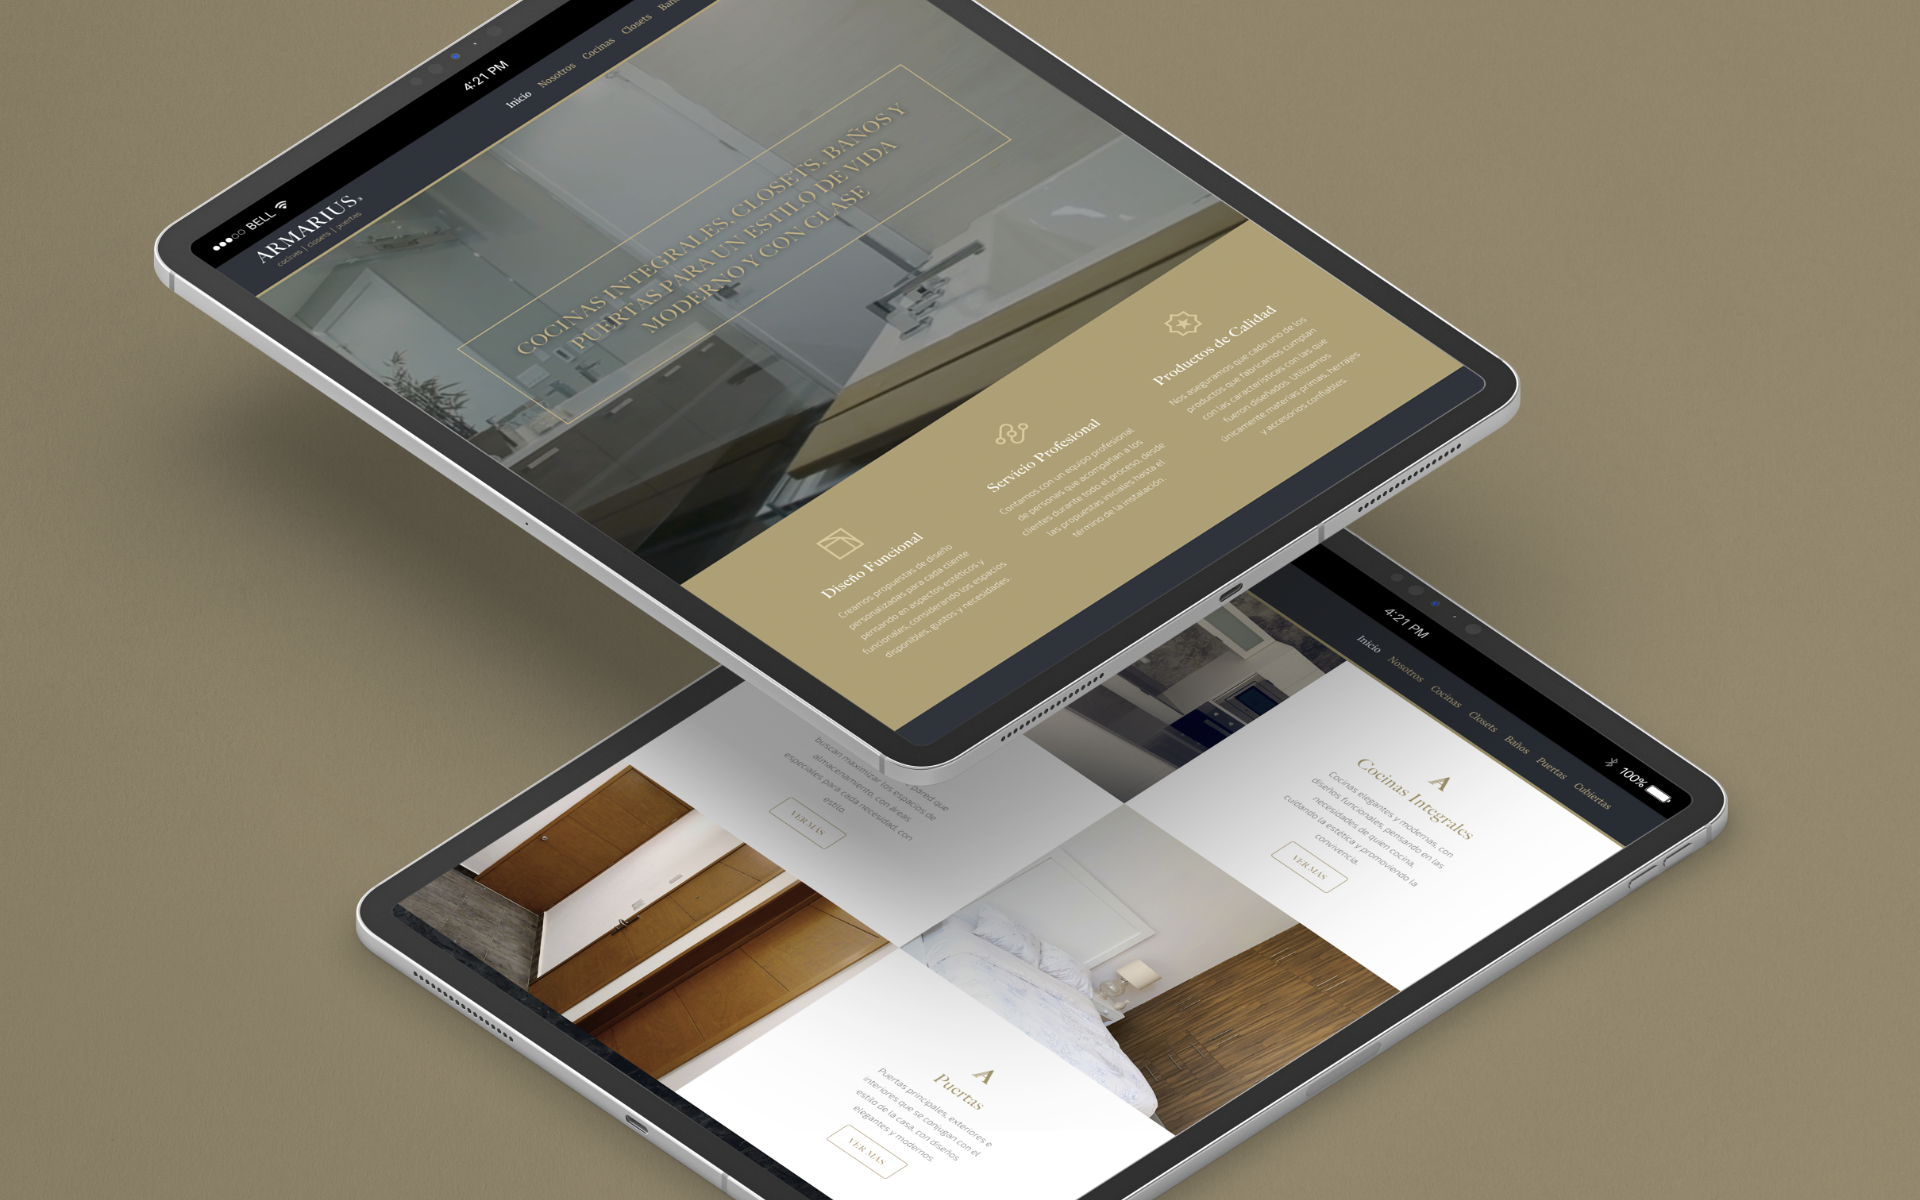 BELL
4:21 PM
ARMARIUS.
cocinas | closets | puertas
Inicio
Nosotros
Cocinas
Closets
COCINAS INTEGRALES, CLOSETS, BAÑOS Y
PUERTAS PARA UN ESTILO DE VIDA
MODERNO Y CON CLASE
Diseño Funcional
Creamos propuestas de diseño
personalizadas para cada cliente
pensando en aspectos estéticos y
funcionales, considerando los espacios
disponibles, gustos y necesidades.
Servicio Profesional
Contamos con un equipo profesional
de personas que acompañan a los
clientes durante todo el proceso, desde
las propuestas iniciales hasta el
término de la instalación.
Productos de Calidad
Nos aseguramos que cada uno de los
productos que fabricamos cumplan
con las características con las que
fueron diseñados. Utilizamos
únicamente materias primas, herrajes
y accesorios confiables.
4:21 PM
100%
Inicio
Nosotros
Cocinas
Closets
Baños
Puertas
Cubiertas
A
Cocinas Integrales
Cocinas elegantes y modernas, con
diseños funcionales, pensando en las
necesidades de quien cocina,
cuidando la estética y promoviendo la
convivencia.
VER MÁS
pared que
buscan maximizar los espacios de
almacenamiento, con áreas
especiales para cada necesidad, con
estilo.
VER MÁS
A
Puertas
Puertas principales, exteriores e
interiores que se conjugan con el
estilo de la casa, con diseños
elegantes y modernos
VER MÁS